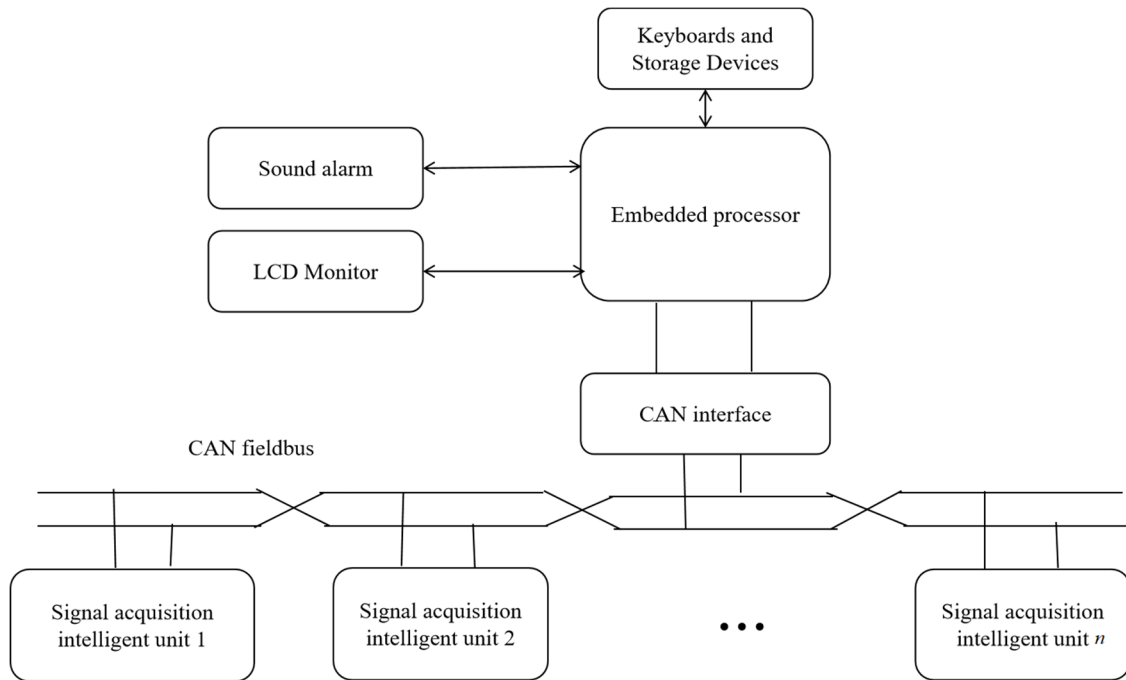 Keyboards and
Storage Devices
Sound alarm
Embedded processor
LCD Monitor
CAN interface
CAN fieldbus
Signal acquisition
intelligent unit 1
Signal acquisition
intelligent unit 2
•••
Signal acquisition
intelligent unit n